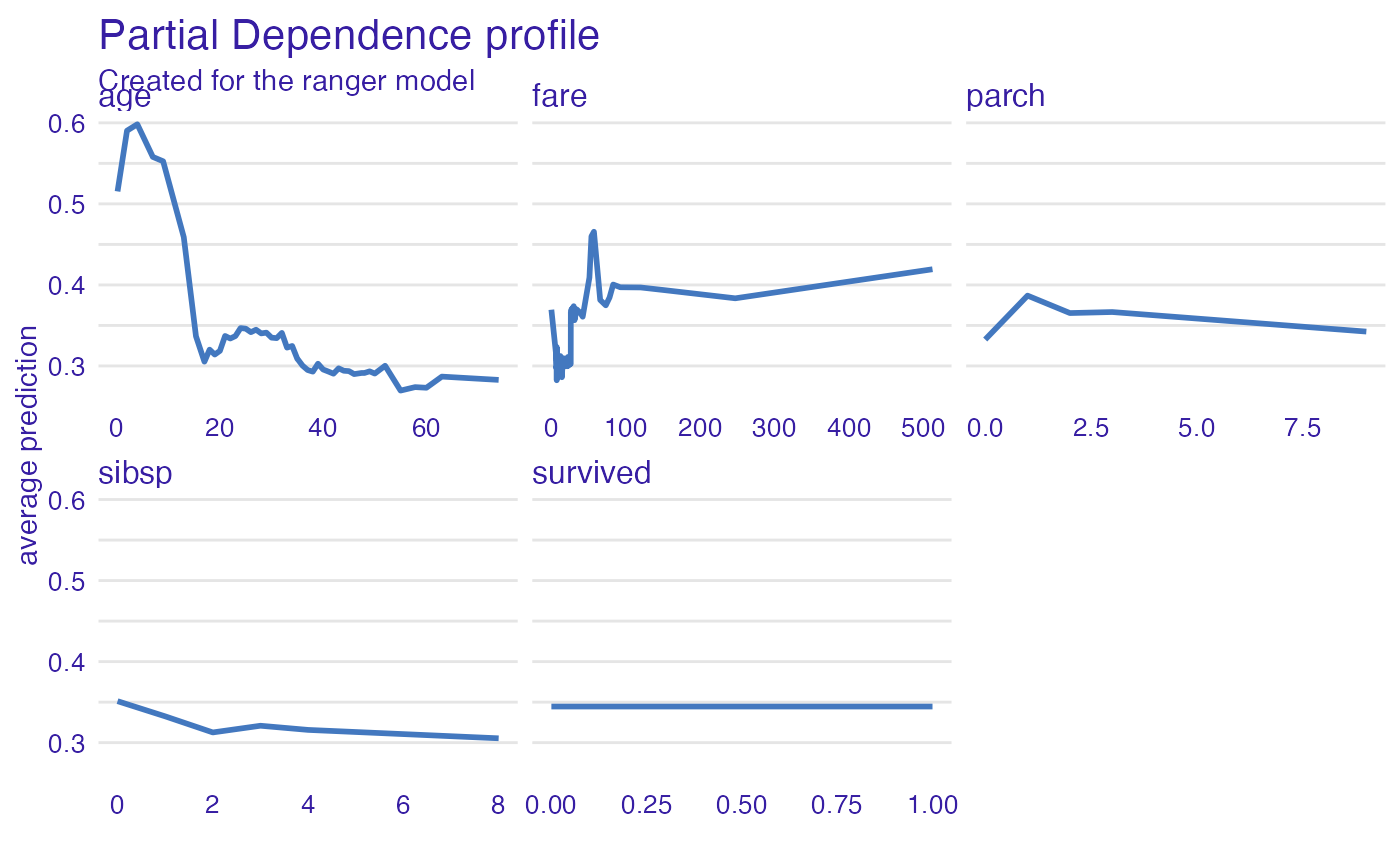 Partial Dependence profile
Created for the ranger model
age
fare
parch
0.6
0.5
0.4
0.3
0 20 40 60
0 100 200 300 400 500
0.0 2.5 5.0 7.5
average prediction
sibsp
survived
0.6
0.5
0.4
0.3
0 2 4 6 8
0.00 0.25 0.50 0.75 1.00